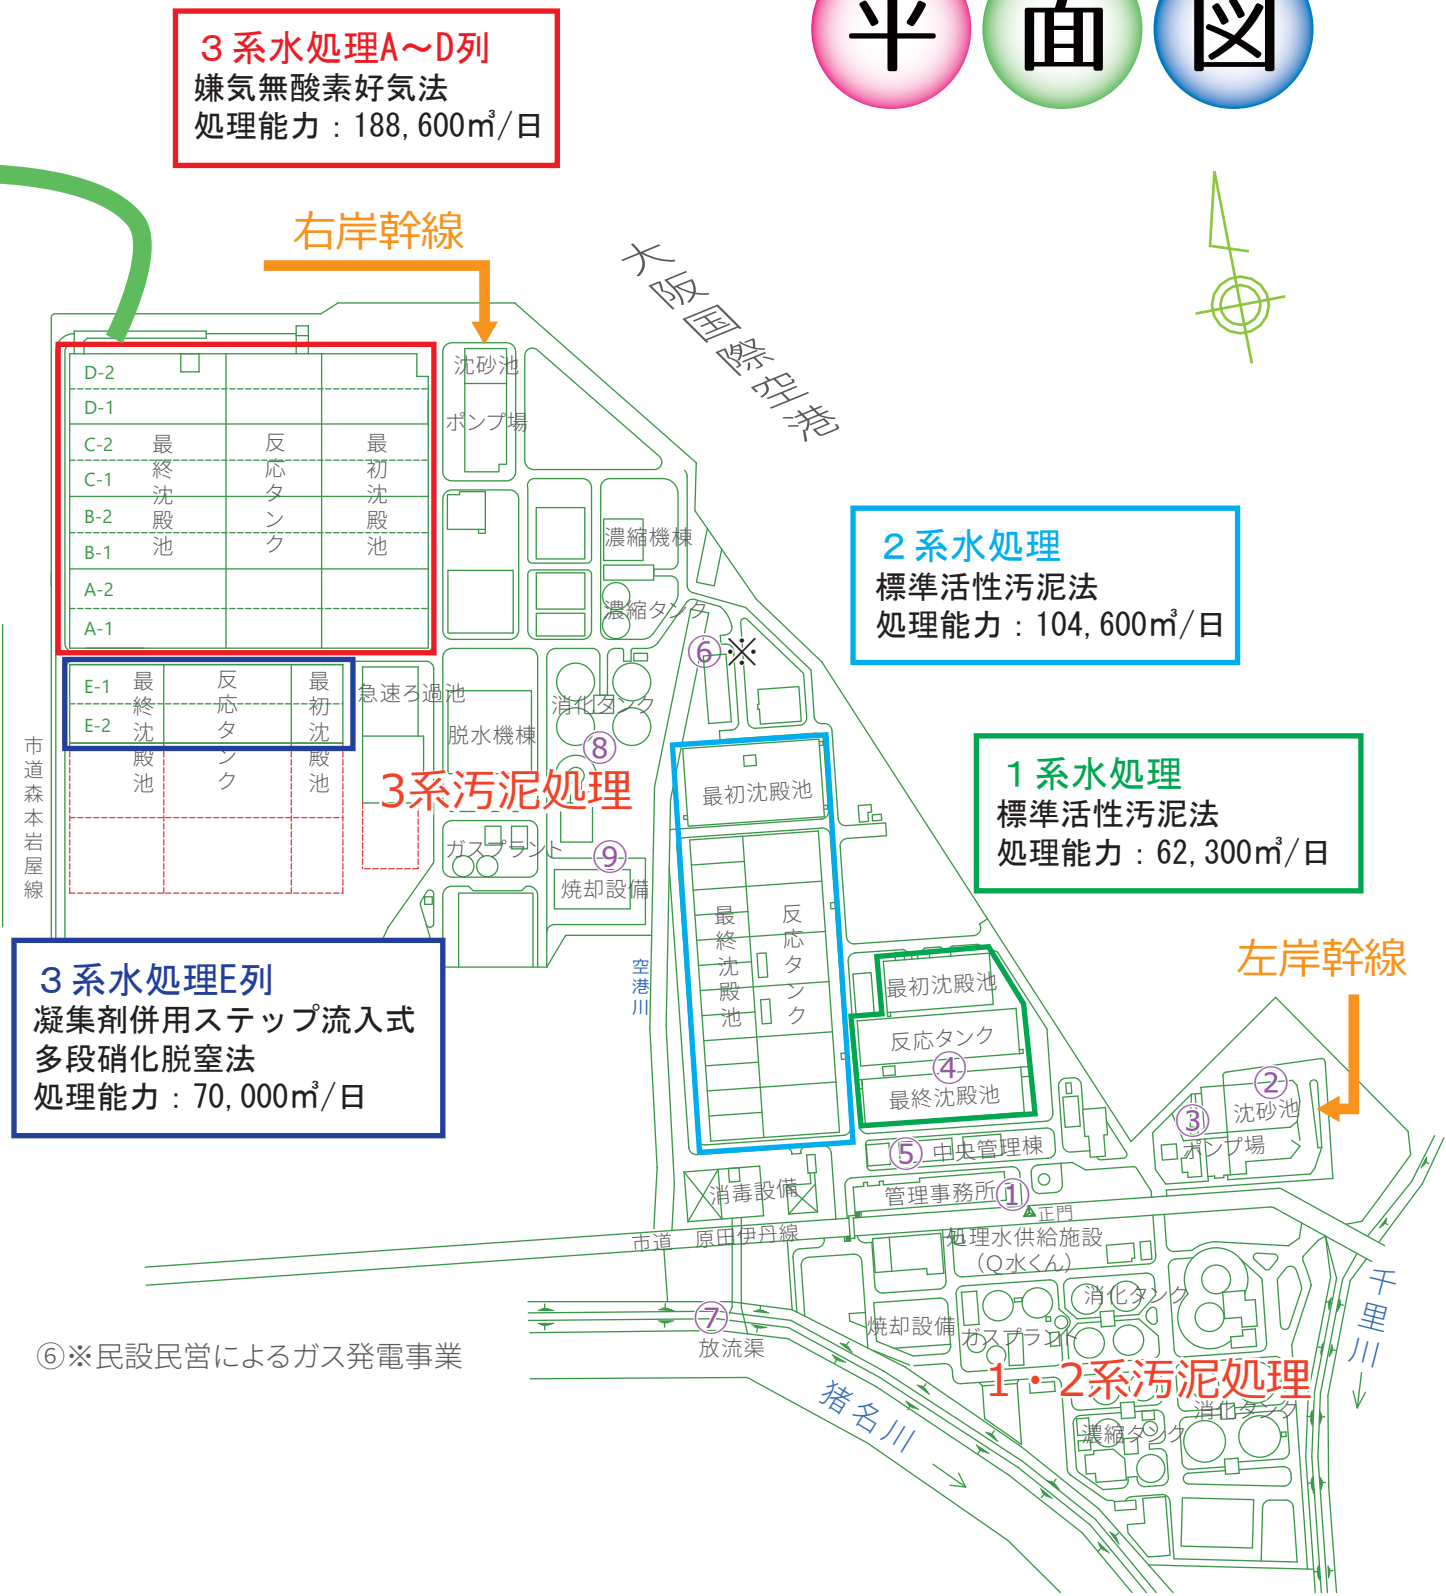 平面図
3系水処理A～D列
嫌気無酸素好気法
処理能力：188,600㎥/日
右岸幹線
大阪国際空港
沈砂池
ポンプ場
D-2
D-1
C-2
C-1
B-2
B-1
A-2
A-1
最終沈殿池
反応タンク
最初沈殿池
濃縮機棟
濃縮タンク
2系水処理
標準活性汚泥法
処理能力：104,600㎥/日
⑥※
E-1
E-2
最終沈殿池
反応タンク
最初沈殿池
急速ろ過池
脱水機棟
消化タンク
⑧
3系汚泥処理
ガスプラント
⑨
焼却設備
市道森本岩屋線
最初沈殿池
最終沈殿池
反応タンク
1系水処理
標準活性汚泥法
処理能力：62,300㎥/日
3系水処理E列
凝集剤併用ステップ流入式
多段硝化脱窒法
処理能力：70,000㎥/日
空港川
最初沈殿池
反応タンク
④
最終沈殿池
左岸幹線
②
沈砂池
③
ポンプ場
⑤ 中央管理棟
管理事務所①
正門
消毒設備
市道 原田伊丹線
処理水供給施設
（Q水くん）
消化タンク
焼却設備
ガスプラント
⑦
放流渠
千里川
⑥※民設民営によるガス発電事業
1・2系汚泥処理
猪名川
消化タンク
濃縮タンク